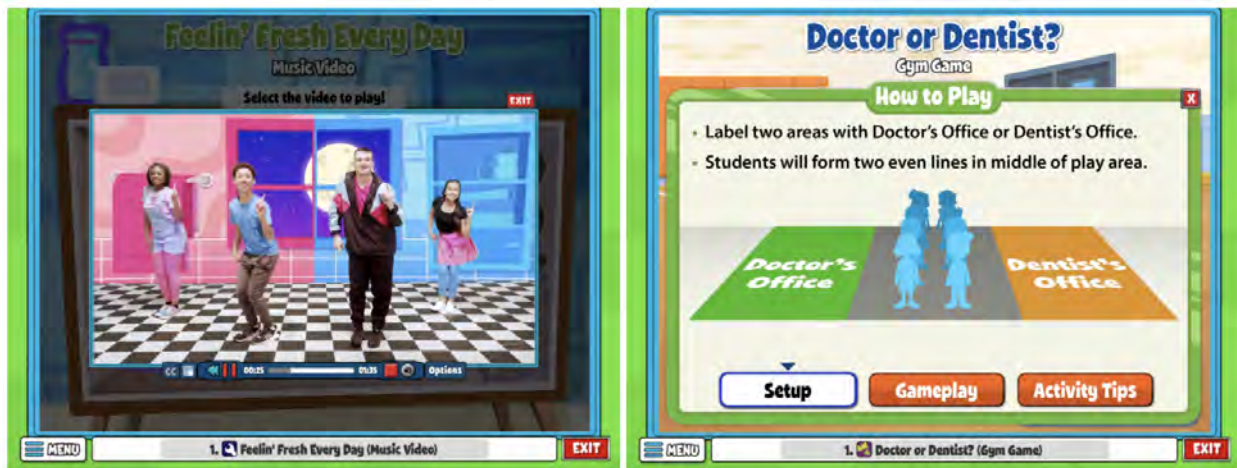 Feelin' Fresh Every Day
Music Video
Select the video to play!
EXIT
CC
00:25
01:35
Options
MENU
1. Feelin' Fresh Every Day (Music Video)
EXIT
Doctor or Dentist?
Gym Game
How to Play
X
• Label two areas with Doctor's Office or Dentist's Office.
• Students will form two even lines in middle of play area.
Doctor's
Office
Dentist's
Office
Setup
Gameplay
Activity Tips
MENU
1. Doctor or Dentist? (Gym Game)
EXIT